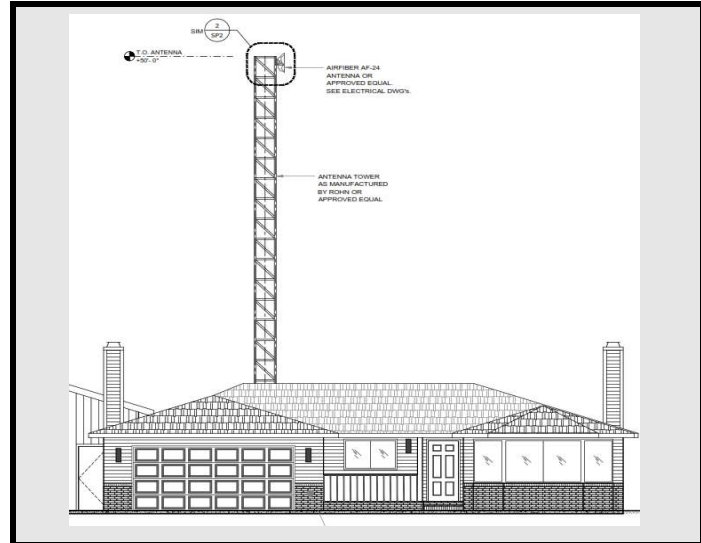 SIM
2
SP2
T.O. ANTENNA
+50'-0"
AIRFIBER AF-24
ANTENNA OR
APPROVED EQUAL.
SEE ELECTRICAL DWG's.
ANTENNA TOWER
AS MANUFACTURED
BY ROHN OR
APPROVED EQUAL